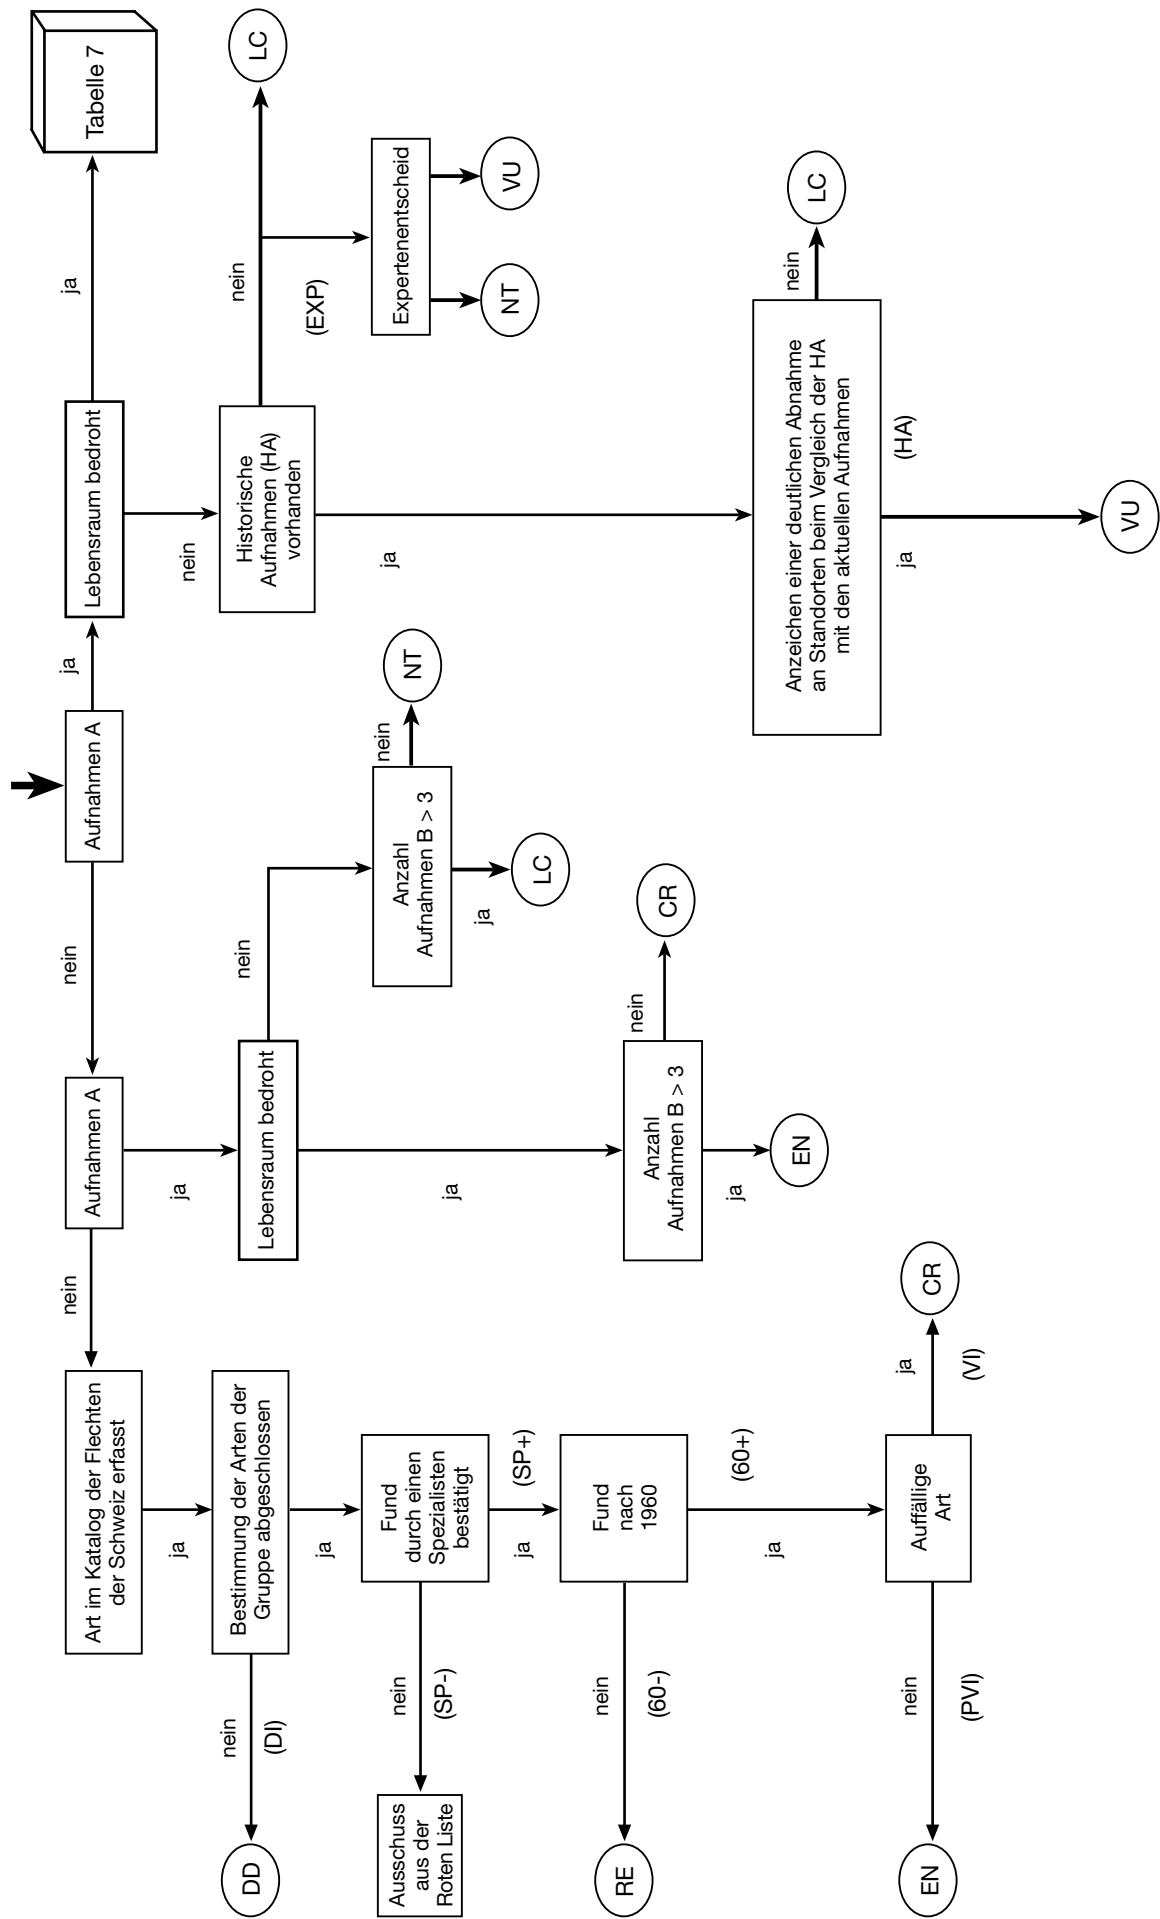 Art im Katalog der Flechten
der Schweiz erfasst
nein
Aufnahmen A
nein
Aufnahmen A
ja
Lebensraum bedroht
ja
Tabelle 7
ja
Bestimmung der Arten der
Gruppe abgeschlossen
nein
(DI)
DD
ja
Fund
durch einen
Spezialisten
bestätigt
nein
(SP-)
Ausschuss
aus der
Roten Liste
ja
(SP+)
Fund
nach
1960
nein
(60-)
RE
ja
(60+)
Auffällige
Art
nein
(PVI)
EN
ja
(VI)
CR
ja
Lebensraum bedroht
nein
Anzahl
Aufnahmen B > 3
nein
NT
ja
LC
ja
Anzahl
Aufnahmen B > 3
nein
CR
ja
EN
nein
Historische
Aufnahmen (HA)
vorhanden
nein
LC
(EXP)
Expertenentscheid
NT
VU
ja
Anzeichen einer deutlichen Abnahme
an Standorten beim Vergleich der HA
mit den aktuellen Aufnahmen
nein
LC
ja
(HA)
VU